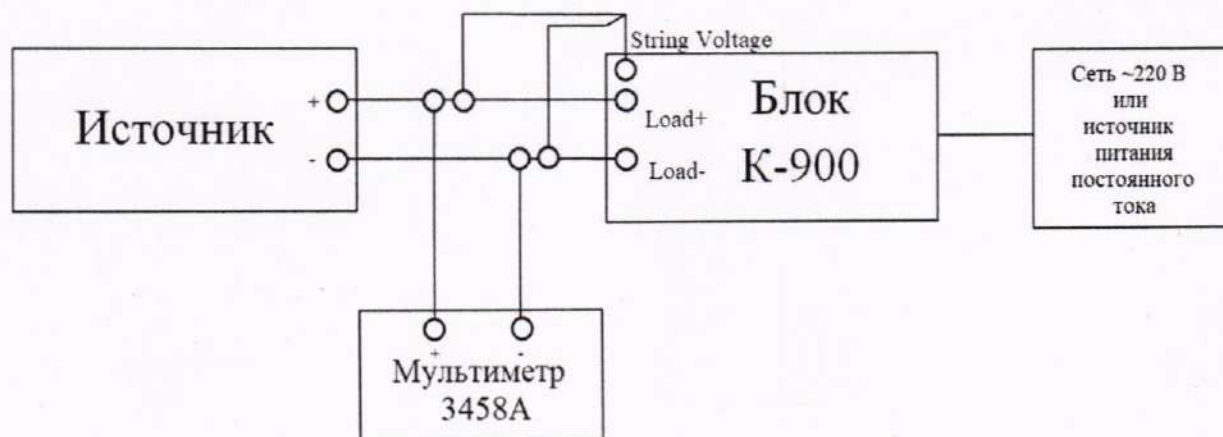 String Voltage
Источник
+
-
Load+
Load-
Блок
К-900
Сеть ~220 В
или
источник
питания
постоянного
тока
+
-
Мультиметр
3458А